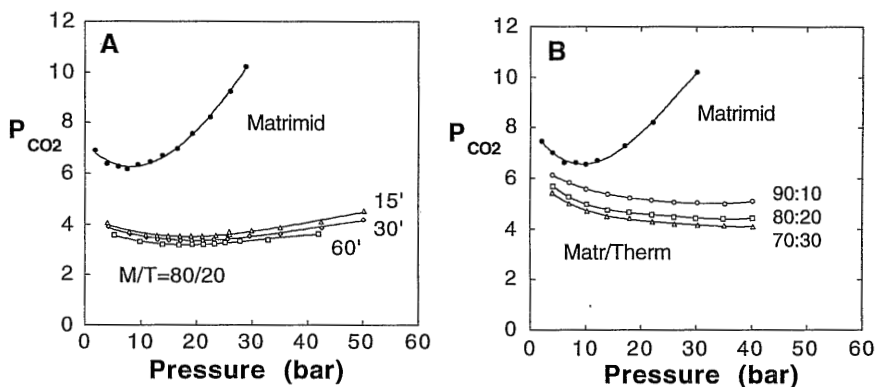 A
12
10
8
6
4
2
0
P CO2
Matrimid
15'
30'
60'
M/T=80/20
0 10 20 30 40 50 60
Pressure (bar)
B
12
10
8
6
4
2
0
P CO2
Matrimid
90:10
80:20
70:30
Matr/Therm
0 10 20 30 40 50 60
Pressure (bar)